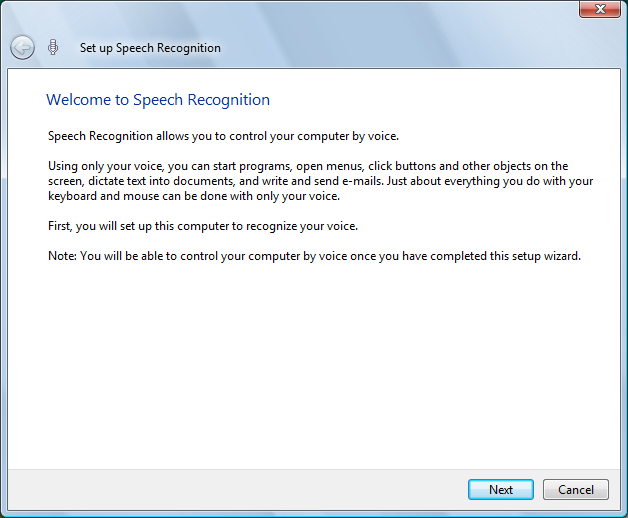 Set up Speech Recognition
Welcome to Speech Recognition
Speech Recognition allows you to control your computer by voice.
Using only your voice, you can start programs, open menus, click buttons and other objects on the
screen, dictate text into documents, and write and send e-mails. Just about everything you do with your
keyboard and mouse can be done with only your voice.
First, you will set up this computer to recognize your voice.
Note: You will be able to control your computer by voice once you have completed this setup wizard.
Next Cancel